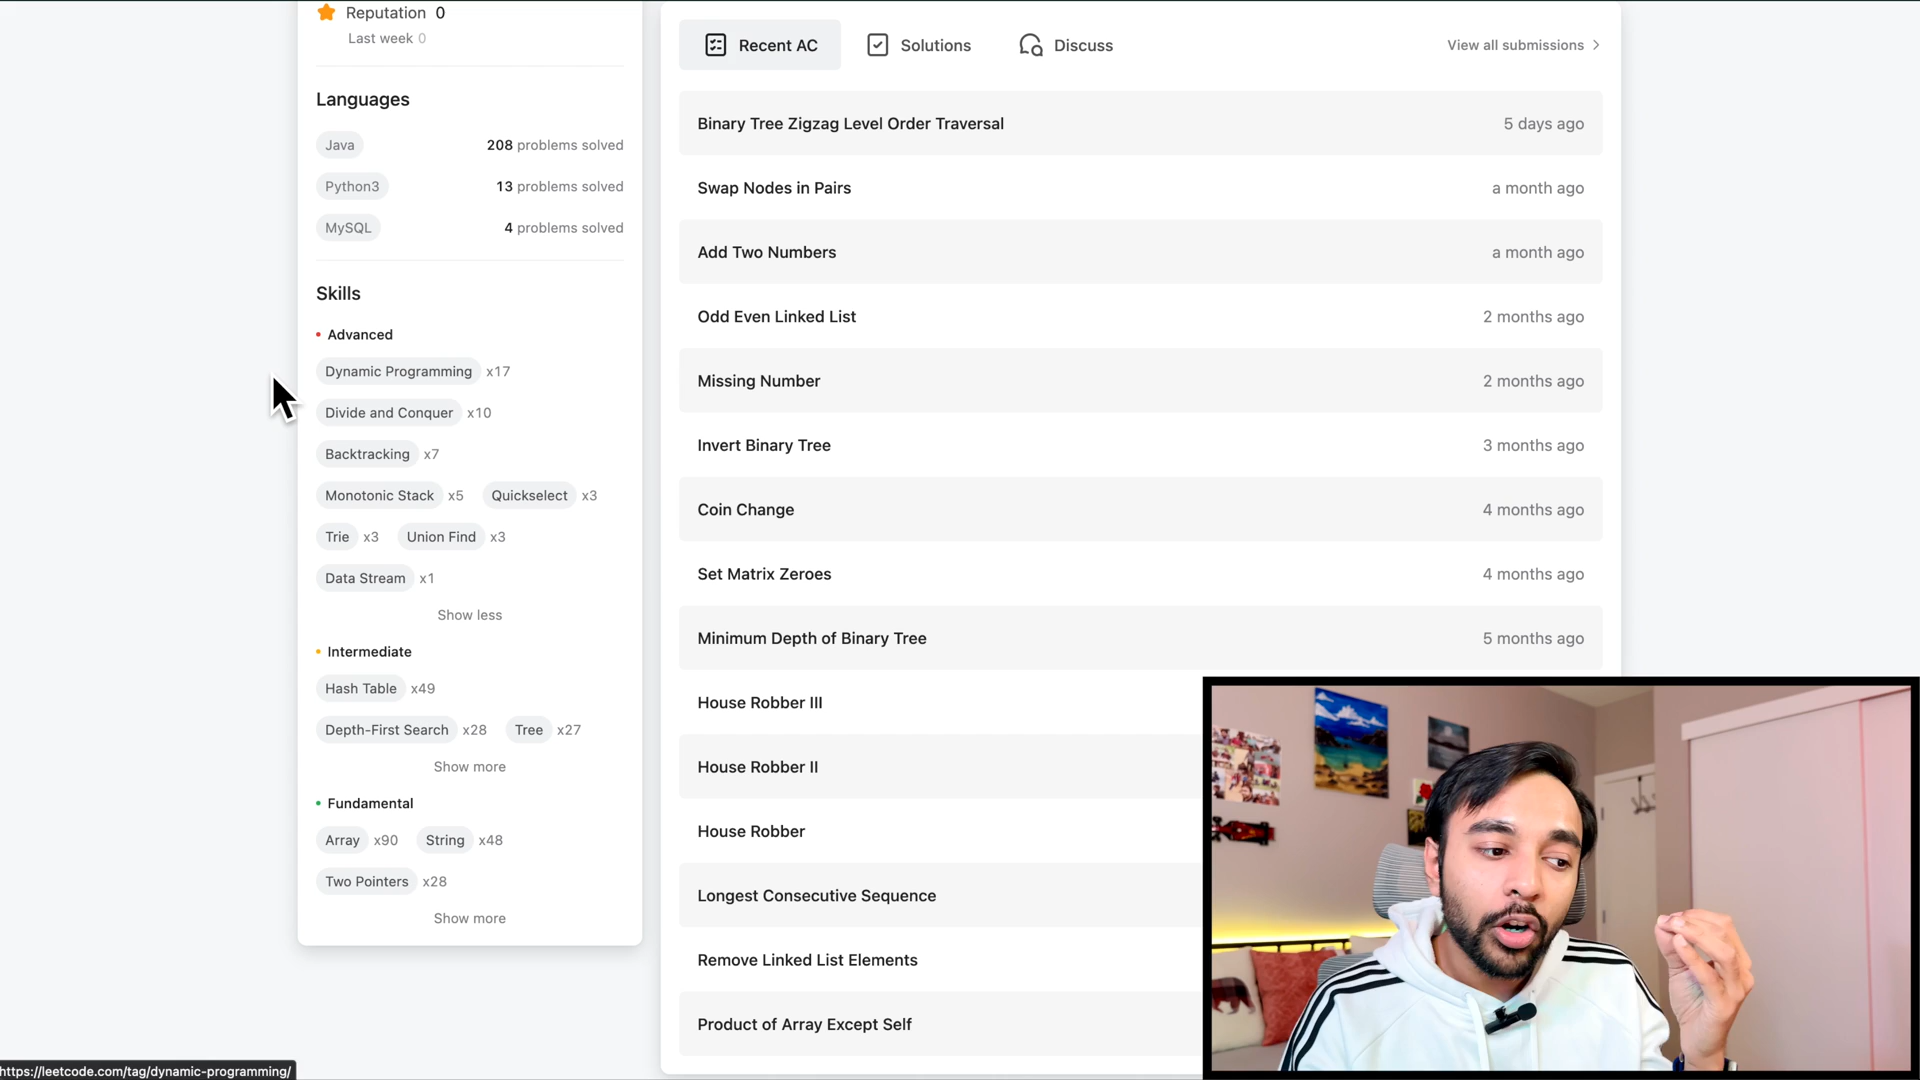 Reputation 0
Last week 0
Languages
Java 208 problems solved
Python3 13 problems solved
MySQL 4 problems solved
Skills
Advanced
Dynamic Programming x17
Divide and Conquer x10
Backtracking x7
Monotonic Stack x5 Quickselect x3
Trie x3 Union Find x3
Data Stream x1
Show less
Intermediate
Hash Table x49
Depth-First Search x28 Tree x27
Show more
Fundamental
Array x90 String x48
Two Pointers x28
Show more
Recent AC Solutions Discuss View all submissions
Binary Tree Zigzag Level Order Traversal 5 days ago
Swap Nodes in Pairs a month ago
Add Two Numbers a month ago
Odd Even Linked List 2 months ago
Missing Number 2 months ago
Invert Binary Tree 3 months ago
Coin Change 4 months ago
Set Matrix Zeroes 4 months ago
Minimum Depth of Binary Tree 5 months ago
House Robber III
House Robber II
House Robber
Longest Consecutive Sequence
Remove Linked List Elements
Product of Array Except Self
https://leetcode.com/tag/dynamic-programming/